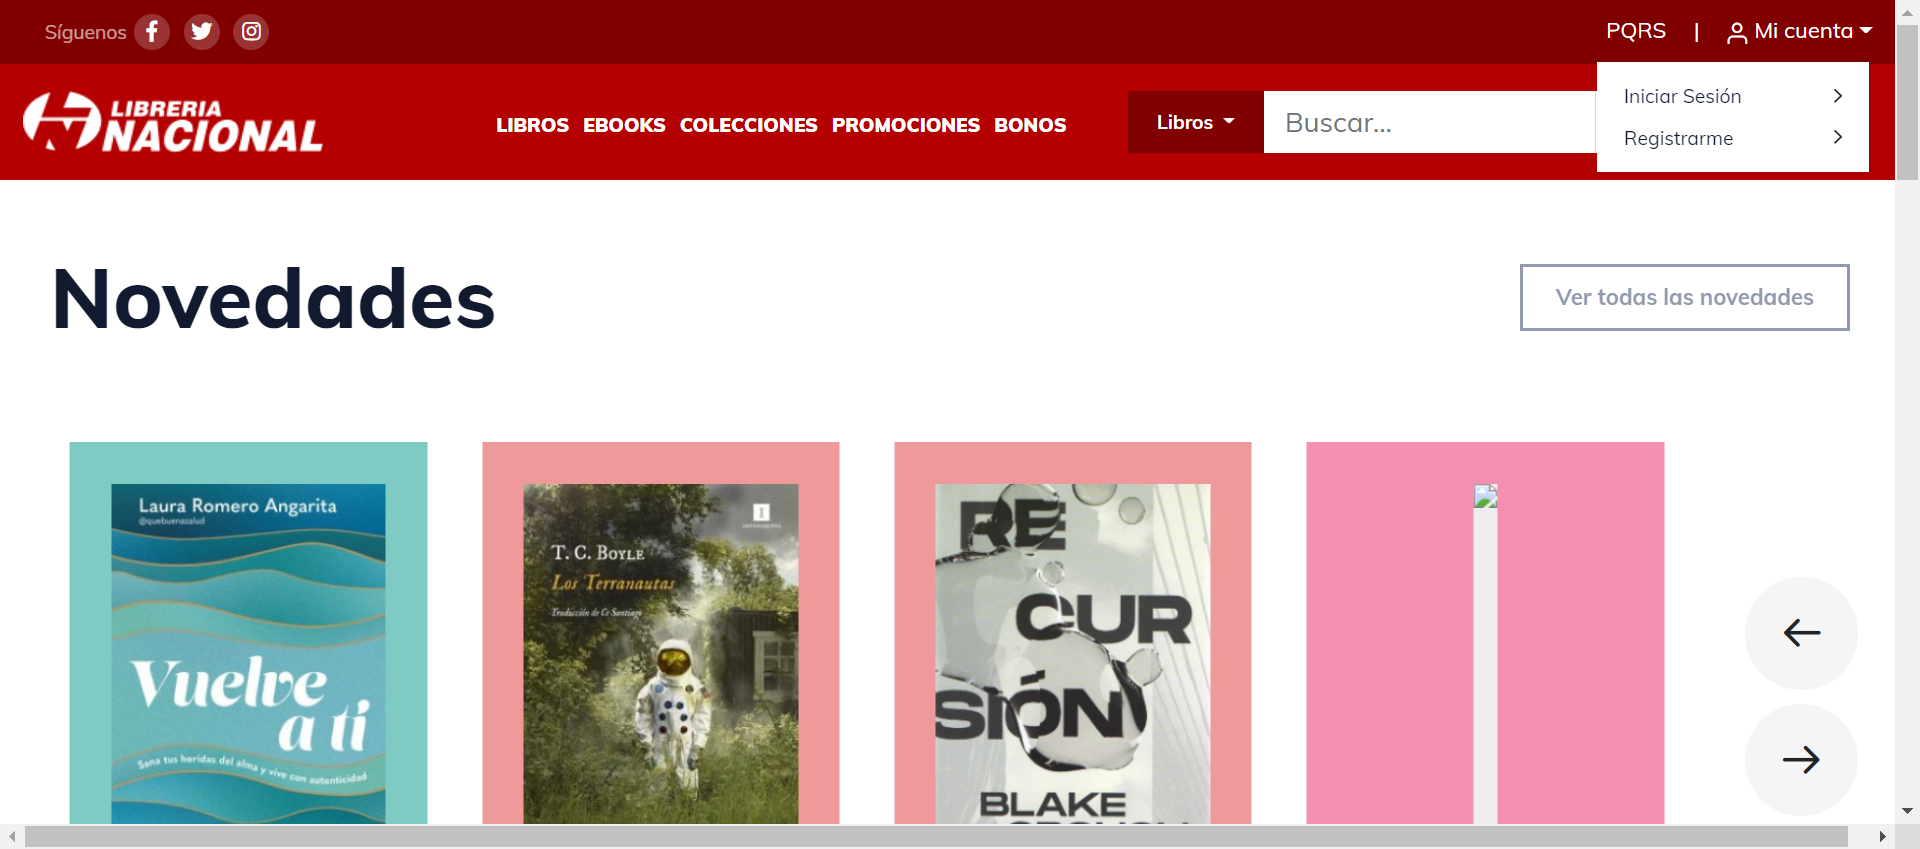 Síguenos
PQRS | Mi cuenta
LIBRERIA
NACIONAL
LIBROS EBOOKS COLECCIONES PROMOCIONES BONOS
Libros
Buscar...
Iniciar Sesión
Registrarme
Novedades
Ver todas las novedades
Laura Romero Angarita
@quebuenasalud
Vuelve
a ti
Sana tus heridas del alma y vive con autenticidad
I
IMPEDIMENTA
T. C. BOYLE
Los Terranautas
Traducción de Ce Santiago
RE
CUR
SIÓN
BLAKE